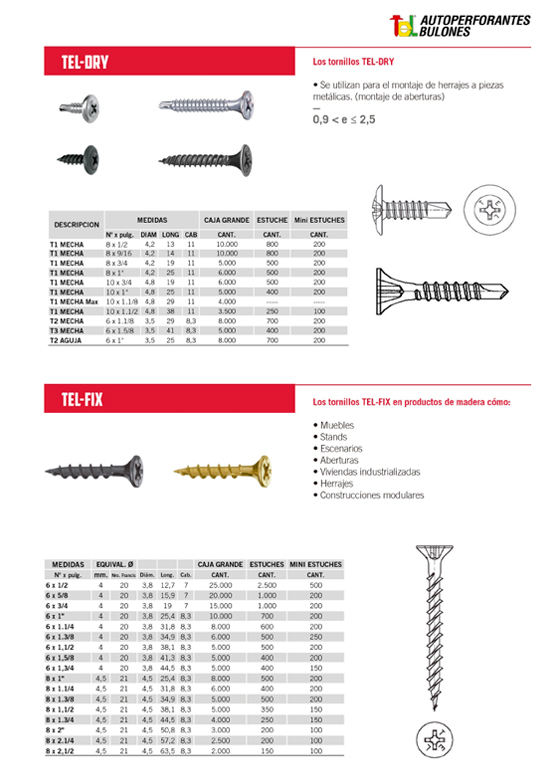 TEL AUTOPERFORANTES
BULONES
TEL-DRY
Los tornillos TEL-DRY
• Se utilizan para el montaje de herrajes a piezas
metálicas. (montaje de aberturas)
—
0,9 < e ≤ 2,5
DESCRIPCION MEDIDAS CAJA GRANDE ESTUCHE Mini ESTUCHES
N° x pulg. DIAM LONG CAB CANT. CANT. CANT.
T1 MECHA 8 x 1/2 4,2 13 11 10.000 800 200
T1 MECHA 8 x 9/16 4,2 14 11 10.000 800 200
T1 MECHA 8 x 3/4 4,2 19 11 5.000 500 200
T1 MECHA 8 x 1" 4,2 25 11 6.000 500 200
T1 MECHA 10 x 3/4 4,8 19 11 6.000 500 200
T1 MECHA 10 x 1" 4,8 25 11 5.000 400 200
T1 MECHA Max 10 x 1.1/8 4,8 29 11 4.000 ----- -----
T1 MECHA 10 x 1.1/2 4,8 38 11 3.500 250 100
T2 MECHA 6 x 1.1/8 3,5 29 8,3 8.000 700 200
T3 MECHA 6 x 1.5/8 3,5 41 8,3 5.000 400 200
T2 AGUJA 6 x 1" 3,5 25 8,3 8.000 700 200
TEL-FIX
Los tornillos TEL-FIX en productos de madera cómo:
• Muebles
• Stands
• Escenarios
• Aberturas
• Viviendas industrializadas
• Herrajes
• Construcciones modulares
MEDIDAS EQUIVAL. Ø CAJA GRANDE ESTUCHES MINI ESTUCHES
N° x pulg. mm. Nro. Francis Diám. Long. Cab. CANT. CANT. CANT.
6 x 1/2 4 20 3,8 12,7 7 25.000 2.500 500
6 x 5/8 4 20 3,8 15,9 7 20.000 1.000 200
6 x 3/4 4 20 3,8 19 7 15.000 1.000 200
6 x 1" 4 20 3,8 25,4 8,3 10.000 700 200
6 x 1.1/4 4 20 3,8 31,8 8,3 8.000 600 200
6 x 1.3/8 4 20 3,8 34,9 8,3 6.000 500 250
6 x 1,1/2 4 20 3,8 38,1 8,3 5.000 500 200
6 x 1,5/8 4 20 3,8 41,3 8,3 5.000 400 200
6 x 1,3/4 4 20 3,8 44,5 8,3 5.000 400 150
8 x 1" 4,5 21 4,5 25,4 8,3 8.000 500 200
8 x 1.1/4 4,5 21 4,5 31,8 8,3 6.000 400 200
8 x 1.3/8 4,5 21 4,5 34,9 8,3 5.000 500 200
8 x 1,1/2 4,5 21 4,5 38,1 8,3 5.000 350 150
8 x 1.3/4 4,5 21 4,5 44,5 8,3 4.000 250 150
8 x 2" 4,5 21 4,5 50,8 8,3 3.000 200 100
8 x 2.1/4 4,5 21 4,5 57,2 8,3 2.500 200 100
8 x 2,1/2 4,5 21 4,5 63,5 8,3 2.000 150 100